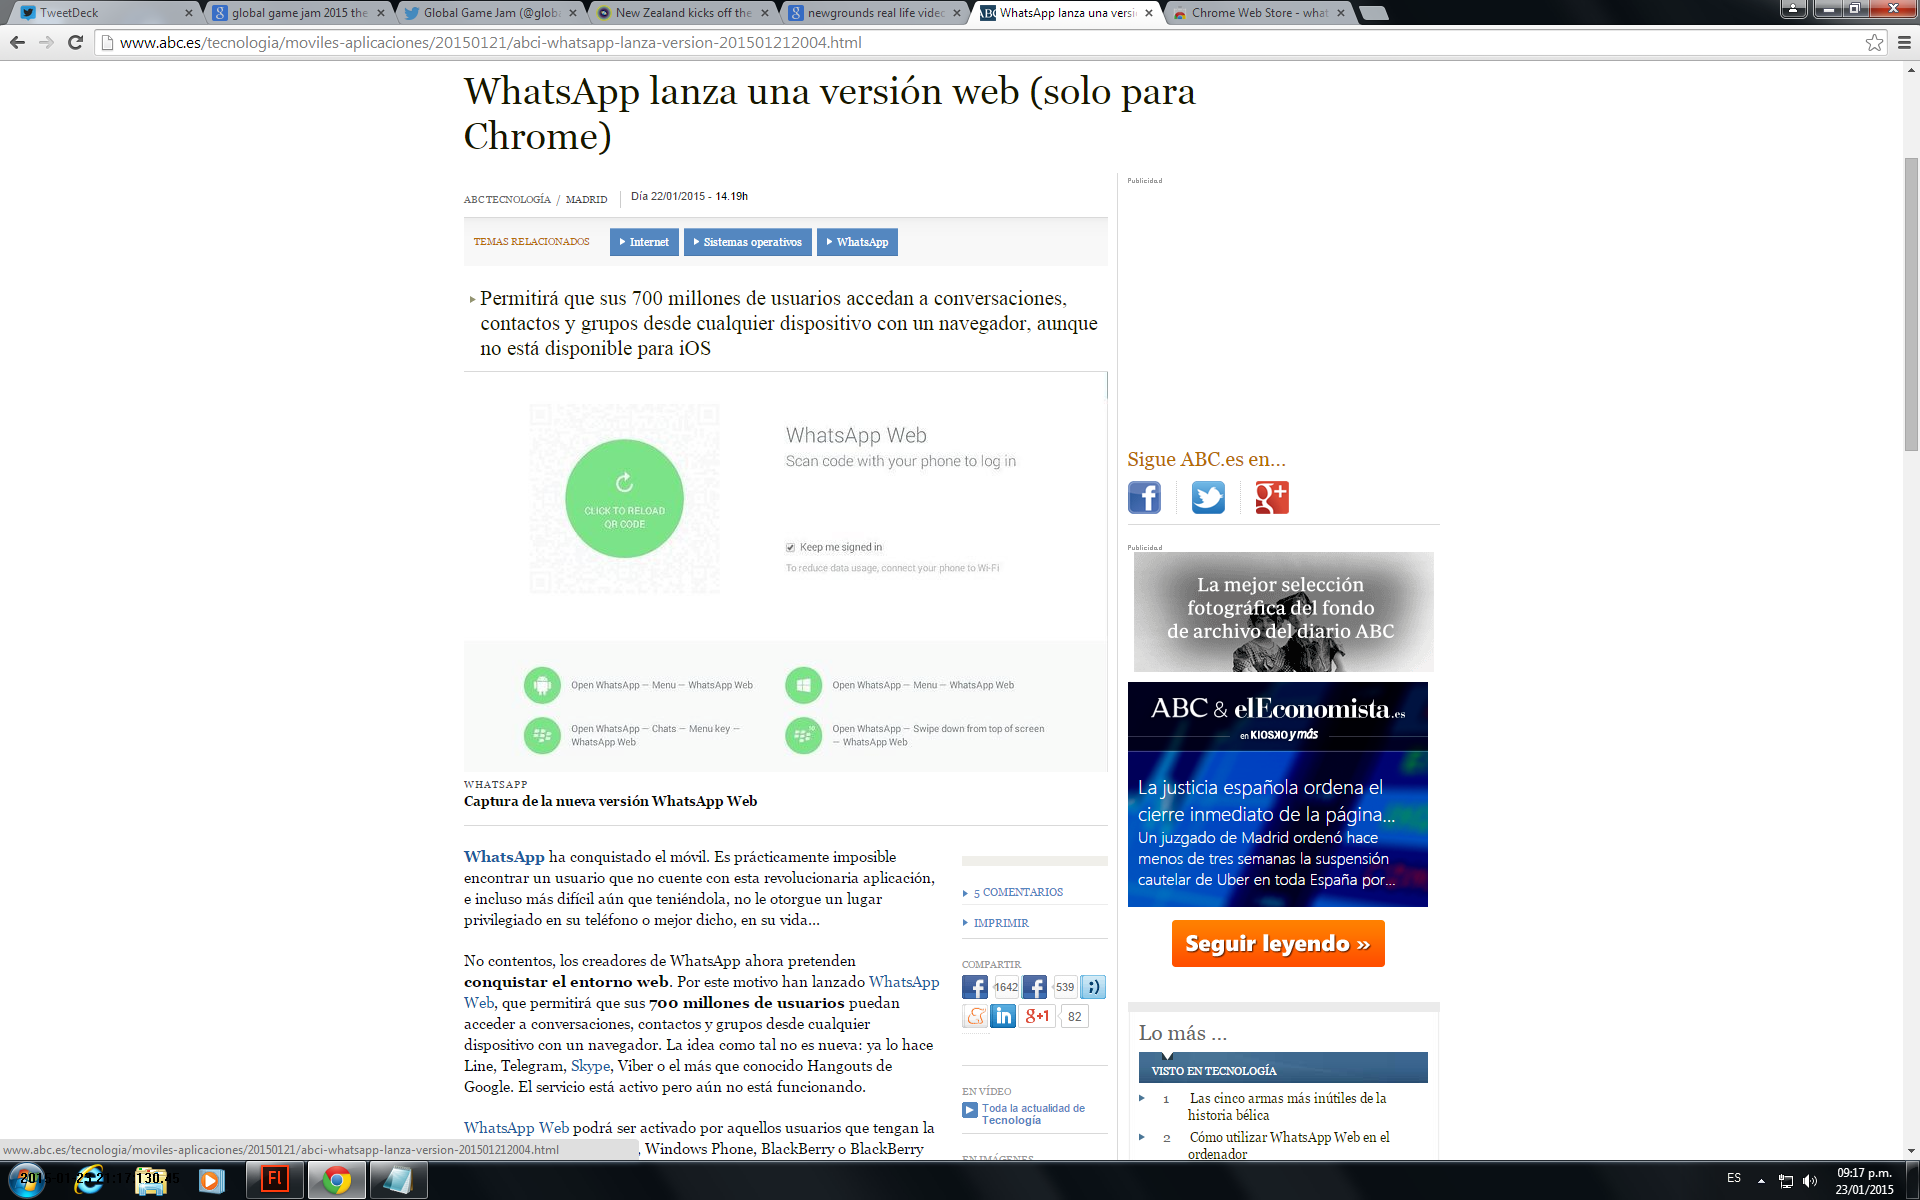 TweetDeck
global game jam 2015 the
Global Game Jam (@globa
New Zealand kicks off the
newgrounds real life video
WhatsApp lanza una versi
Chrome Web Store - what
www.abc.es/tecnologia/moviles-aplicaciones/20150121/abci-whatsapp-lanza-version-201501212004.html
WhatsApp lanza una versión web (solo para
Chrome)
ABC TECNOLOGÍA / MADRID
Día 22/01/2015 - 14.19h
TEMAS RELACIONADOS
Internet
Sistemas operativos
WhatsApp
Permitirá que sus 700 millones de usuarios accedan a conversaciones,
contactos y grupos desde cualquier dispositivo con un navegador, aunque
no está disponible para iOS
CLICK TO RELOAD
QR CODE
WhatsApp Web
Scan code with your phone to log in
Keep me signed in
To reduce data usage, connect your phone to Wi-Fi
Open WhatsApp — Menu — WhatsApp Web
Open WhatsApp — Menu — WhatsApp Web
Open WhatsApp — Chats — Menu key —
WhatsApp Web
Open WhatsApp — Swipe down from top of screen
— WhatsApp Web
WHATSAPP
Captura de la nueva versión WhatsApp Web
WhatsApp ha conquistado el móvil. Es prácticamente imposible
encontrar un usuario que no cuente con esta revolucionaria aplicación,
e incluso más difícil aún que teniéndola, no le otorgue un lugar
privilegiado en su teléfono o mejor dicho, en su vida...
No contentos, los creadores de WhatsApp ahora pretenden
conquistar el entorno web. Por este motivo han lanzado WhatsApp
Web, que permitirá que sus 700 millones de usuarios puedan
acceder a conversaciones, contactos y grupos desde cualquier
dispositivo con un navegador. La idea como tal no es nueva: ya lo hace
Line, Telegram, Skype, Viber o el más que conocido Hangouts de
Google. El servicio está activo pero aún no está funcionando.
WhatsApp Web podrá ser activado por aquellos usuarios que tengan la
, Windows Phone, BlackBerry o BlackBerry
5 COMENTARIOS
IMPRIMIR
COMPARTIR
1642
539
;)
in
g+1
82
EN VÍDEO
Toda la actualidad de
Tecnología
EN IMÁGENES
Publicidad
Sigue ABC.es en...
Publicidad
La mejor selección
fotográfica del fondo
de archivo del diario ABC
ABC & elEconomista.es
en KIOSKO y más
La justicia española ordena el
cierre inmediato de la página...
Un juzgado de Madrid ordenó hace
menos de tres semanas la suspensión
cautelar de Uber en toda España por...
Seguir leyendo »
Lo más ...
VISTO EN TECNOLOGÍA
1 Las cinco armas más inútiles de la
historia bélica
2 Cómo utilizar WhatsApp Web en el
ordenador
www.abc.es/tecnologia/moviles-aplicaciones/20150121/abci-whatsapp-lanza-version-201501212004.html
Fl
ES
09:17 p.m.
23/01/2015